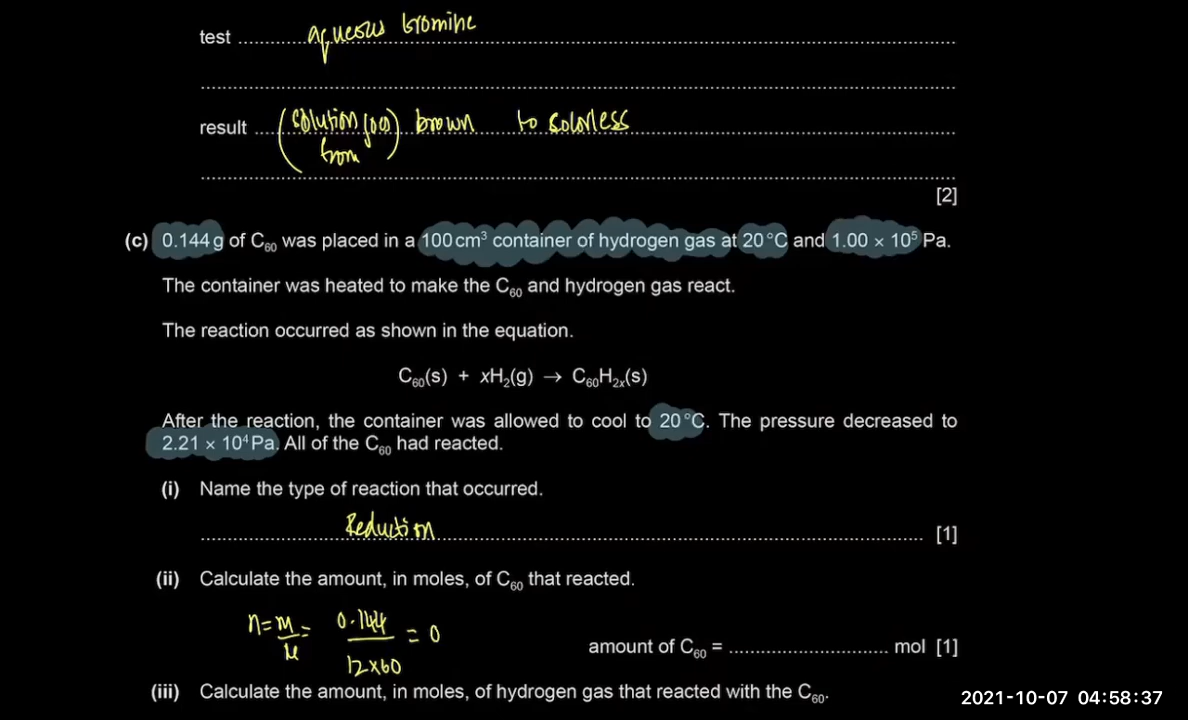 test ............aqueous bromine............
result ....(solution goes from) brown to colorless............
[2]
(c) 0.144 g of C₆₀ was placed in a 100 cm³ container of hydrogen gas at 20 °C and 1.00 × 10⁵ Pa.
The container was heated to make the C₆₀ and hydrogen gas react.
The reaction occurred as shown in the equation.
C₆₀(s) + xH₂(g) → C₆₀H₂ₓ(s)
After the reaction, the container was allowed to cool to 20 °C. The pressure decreased to
2.21 × 10⁴ Pa. All of the C₆₀ had reacted.
(i) Name the type of reaction that occurred.
............Reduction............ [1]
(ii) Calculate the amount, in moles, of C₆₀ that reacted.
n = m/M = 0.144/12×60 = 0
amount of C₆₀ = ............ mol [1]
(iii) Calculate the amount, in moles, of hydrogen gas that reacted with the C₆₀.
2021-10-07 04:58:37